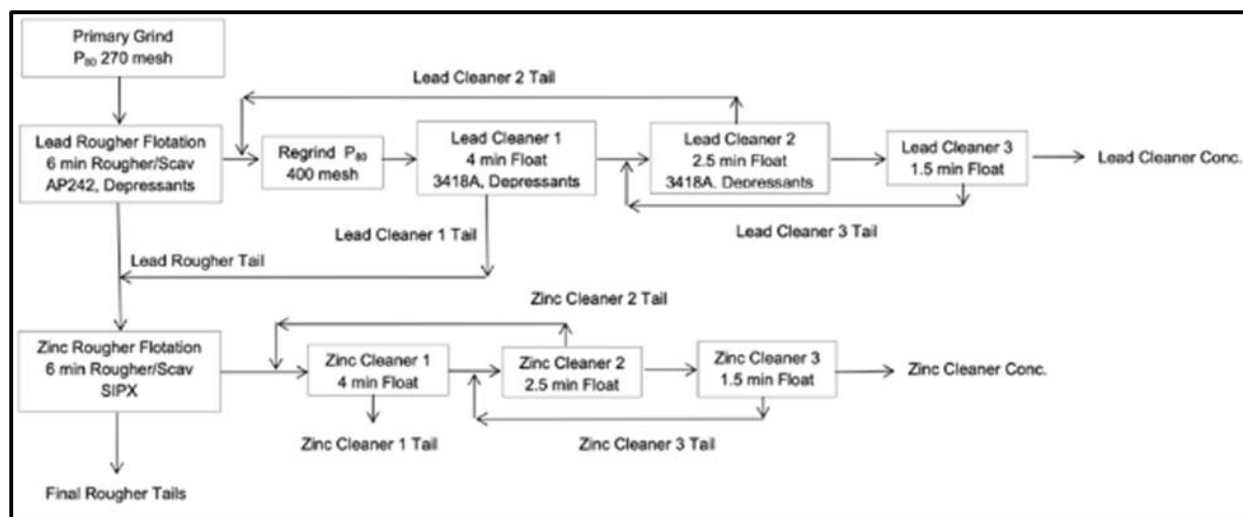 Primary Grind
P₈₀ 270 mesh
Lead Cleaner 2 Tail
Lead Rougher Flotation
6 min Rougher/Scav
AP242, Depressants
Regrind P₈₀
400 mesh
Lead Cleaner 1
4 min Float
3418A, Depressants
Lead Cleaner 2
2.5 min Float
3418A, Depressants
Lead Cleaner 3
1.5 min Float
Lead Cleaner Conc.
Lead Cleaner 1 Tail
Lead Cleaner 3 Tail
Lead Rougher Tail
Zinc Cleaner 2 Tail
Zinc Rougher Flotation
6 min Rougher/Scav
SIPX
Zinc Cleaner 1
4 min Float
Zinc Cleaner 2
2.5 min Float
Zinc Cleaner 3
1.5 min Float
Zinc Cleaner Conc.
Zinc Cleaner 1 Tail
Zinc Cleaner 3 Tail
Final Rougher Tails